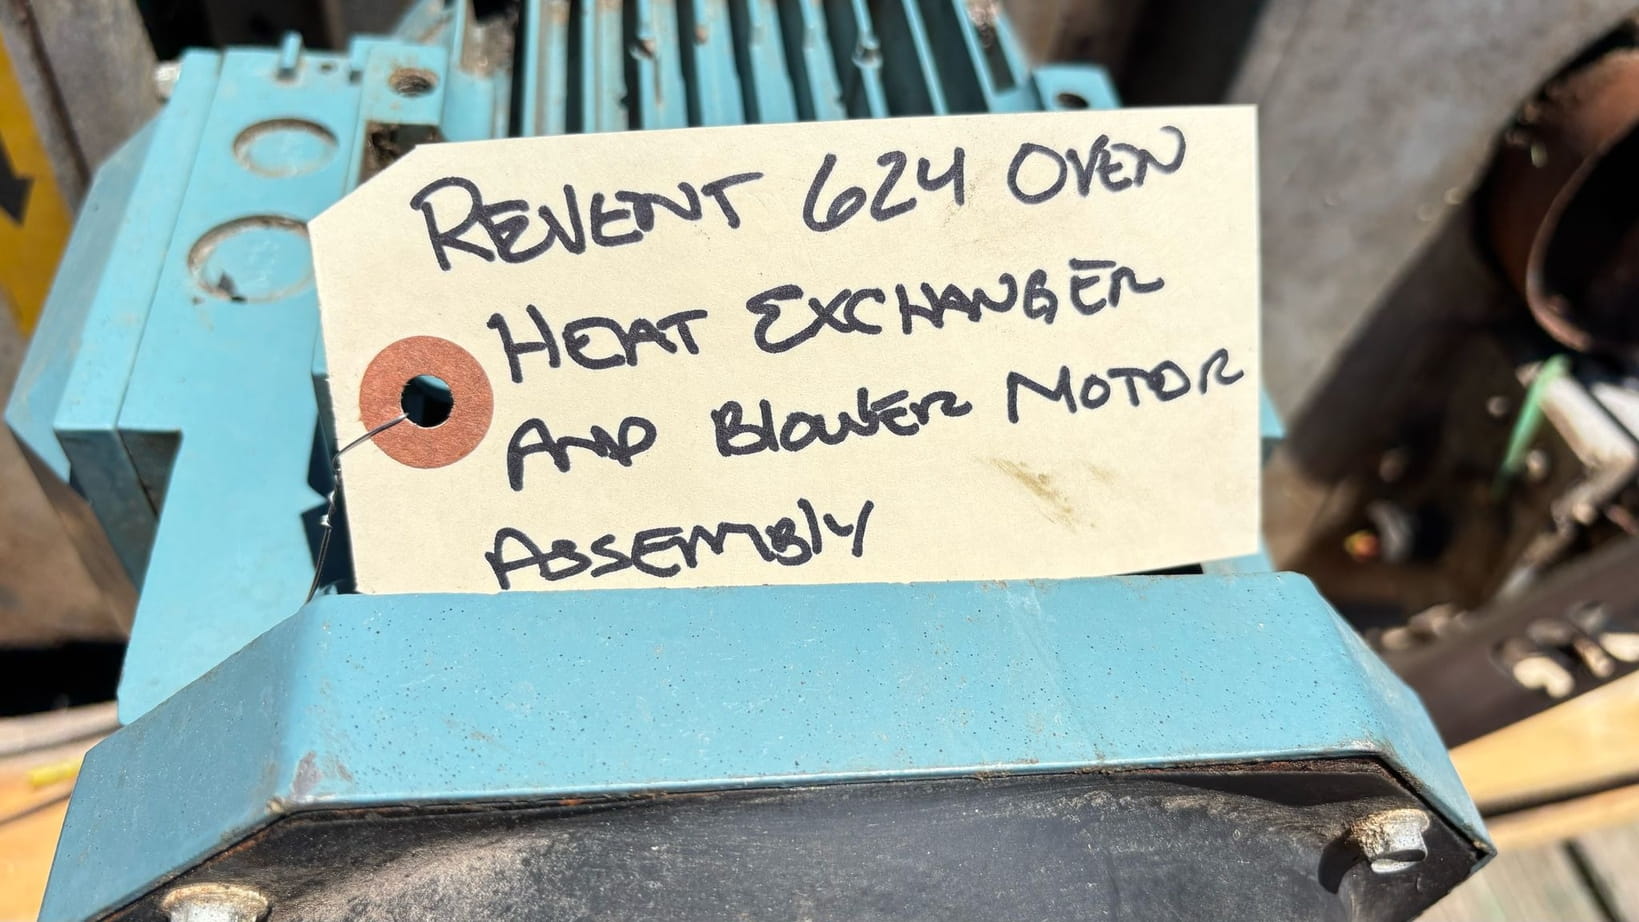 REVENT 624 OVEN
HEAT EXCHANGER
AND BLOWER MOTOR
ASSEMBLY